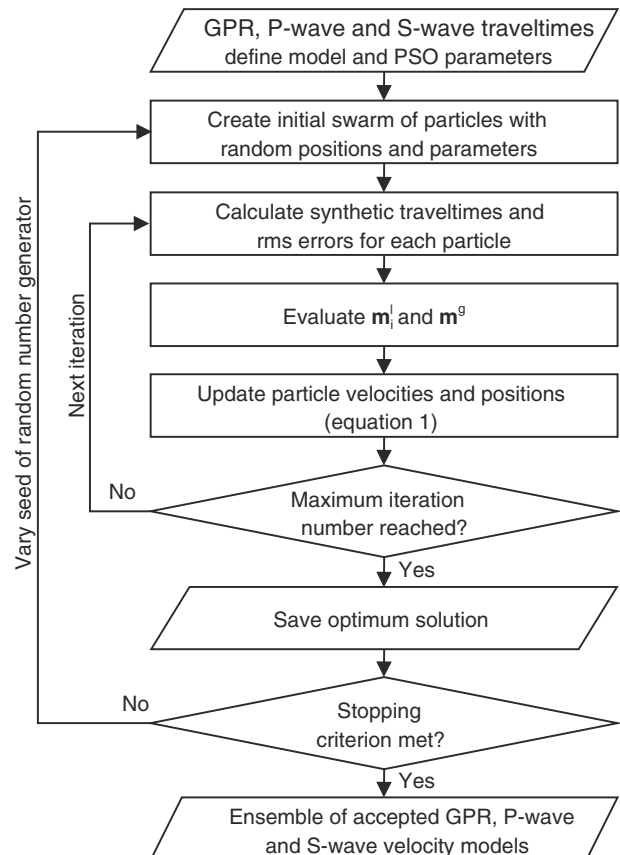 GPR, P-wave and S-wave traveltimes
define model and PSO parameters
Create initial swarm of particles with
random positions and parameters
Calculate synthetic traveltimes and
rms errors for each particle
Evaluate mᵢˡ and mᵍ
Update particle velocities and positions
(equation 1)
Maximum iteration
number reached?
No
Yes
Next iteration
Save optimum solution
Stopping
criterion met?
No
Yes
Vary seed of random number generator
Ensemble of accepted GPR, P-wave
and S-wave velocity models